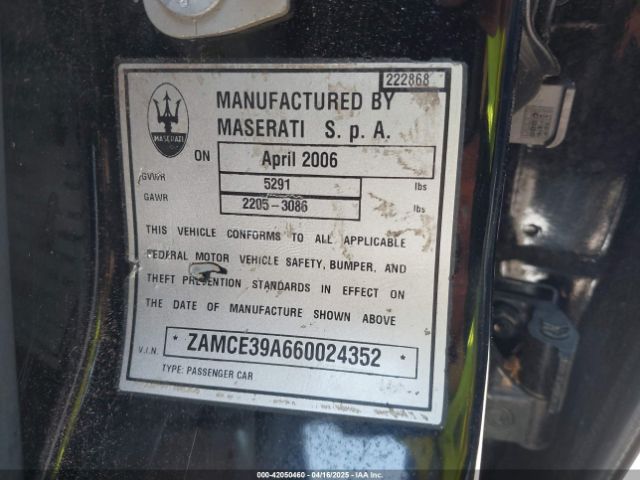 222868
MASERATI
MANUFACTURED BY
MASERATI S. p A.
ON April 2006
GVWR 5291 lbs
GAWR 2205-3086 lbs
THIS VEHICLE CONFORMS TO ALL APPLICABLE
FEDERAL MOTOR VEHICLE SAFETY, BUMPER, AND
THEFT PREVENTION STANDARDS IN EFFECT ON
THE DATE OF MANUFACTURE SHOWN ABOVE
V.I.N. * ZAMCE39A660024352 *
TYPE: PASSENGER CAR
000-42050460 - 04/16/2025 - IAA Inc.